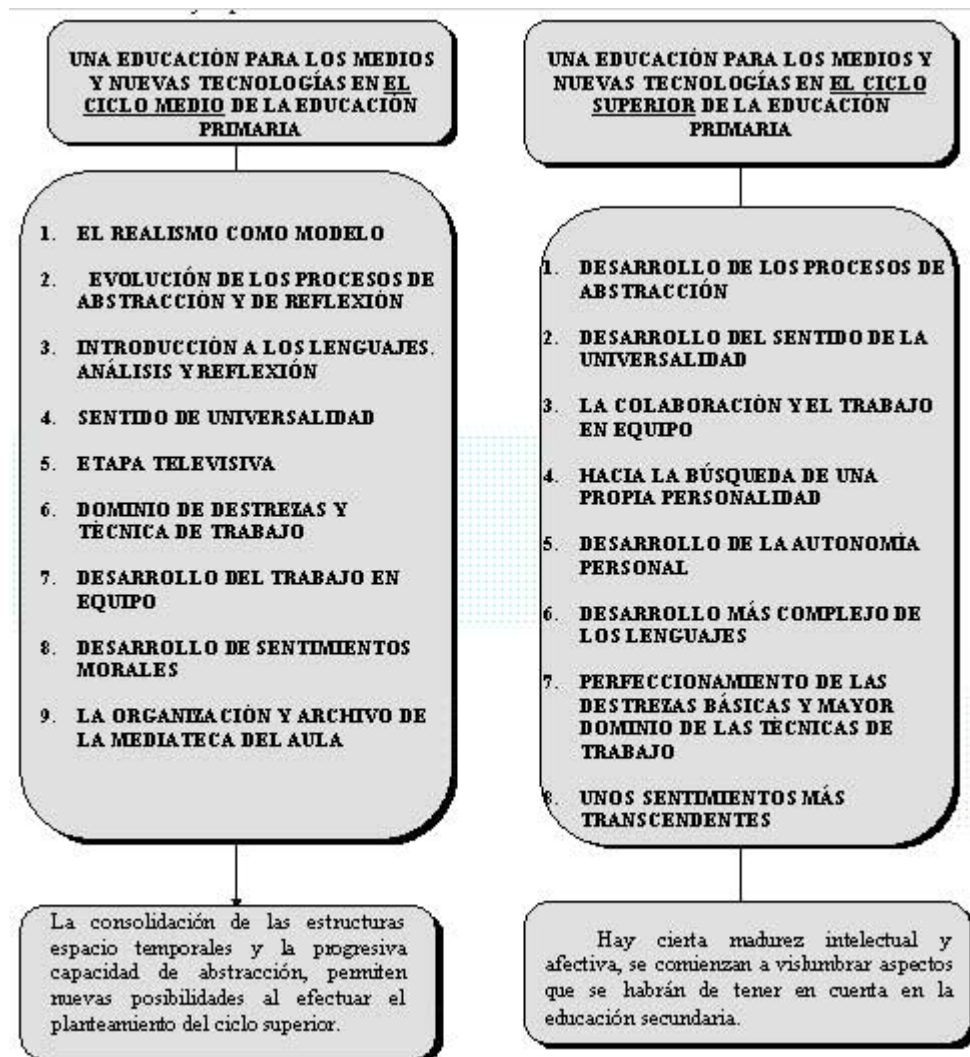 UNA EDUCACIÓN PARA LOS MEDIOS
Y NUEVAS TECNOLOGÍAS EN EL
CICLO MEDIO DE LA EDUCACIÓN
PRIMARIA
1. EL REALISMO COMO MODELO
2. EVOLUCIÓN DE LOS PROCESOS DE
ABSTRACCIÓN Y DE REFLEXIÓN
3. INTRODUCCIÓN A LOS LENGUAJES.
ANÁLISIS Y REFLEXIÓN
4. SENTIDO DE UNIVERSALIDAD
5. ETAPA TELEVISIVA
6. DOMINIO DE DESTREZAS Y
TÉCNICA DE TRABAJO
7. DESARROLLO DEL TRABAJO EN
EQUIPO
8. DESARROLLO DE SENTIMIENTOS
MORALES
9. LA ORGANIZACIÓN Y ARCHIVO DE
LA MEDIATECA DEL AULA
La consolidación de las estructuras
espacio temporales y la progresiva
capacidad de abstracción, permiten
nuevas posibilidades al efectuar el
planteamiento del ciclo superior.
UNA EDUCACIÓN PARA LOS MEDIOS Y
NUEVAS TECNOLOGÍAS EN EL CICLO
SUPERIOR DE LA EDUCACIÓN
PRIMARIA
1. DESARROLLO DE LOS PROCESOS DE
ABSTRACCIÓN
2. DESARROLLO DEL SENTIDO DE LA
UNIVERSALIDAD
3. LA COLABORACIÓN Y EL TRABAJO
EN EQUIPO
4. HACIA LA BÚSQUEDA DE UNA
PROPIA PERSONALIDAD
5. DESARROLLO DE LA AUTONOMÍA
PERSONAL
6. DESARROLLO MÁS COMPLEJO DE
LOS LENGUAJES
7. PERFECCIONAMIENTO DE LAS
DESTREZAS BÁSICAS Y MAYOR
DOMINIO DE LAS TÉCNICAS DE
TRABAJO
8. UNOS SENTIMIENTOS MÁS
TRANSCENDENTES
Hay cierta madurez intelectual y
afectiva, se comienzan a vislumbrar aspectos
que se habrán de tener en cuenta en la
educación secundaria.